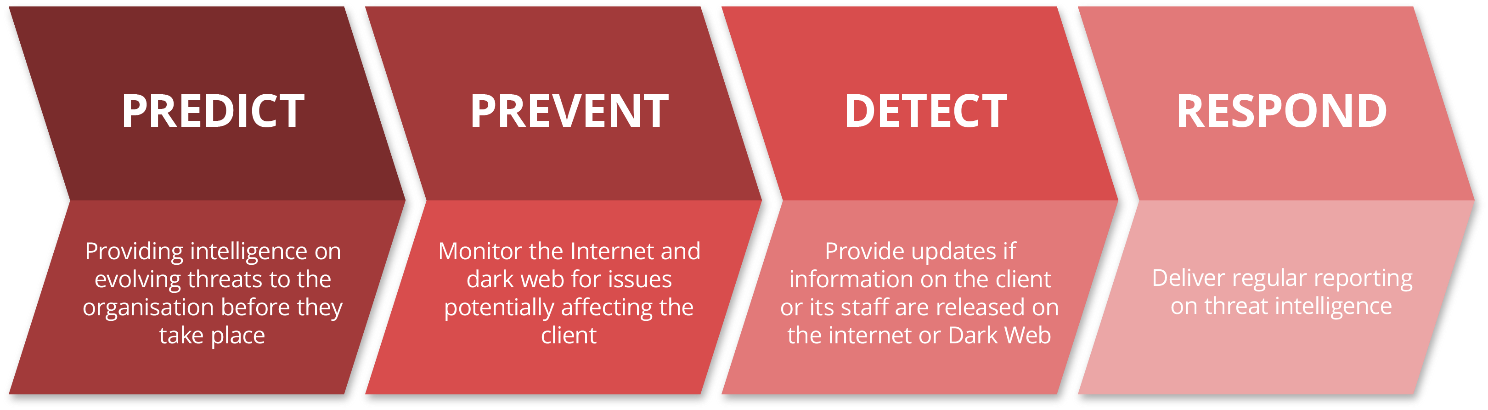 PREDICT
Providing intelligence on
evolving threats to the
organisation before they
take place
PREVENT
Monitor the Internet and
dark web for issues
potentially affecting the
client
DETECT
Provide updates if
information on the client
or its staff are released on
the internet or Dark Web
RESPOND
Deliver regular reporting
on threat intelligence